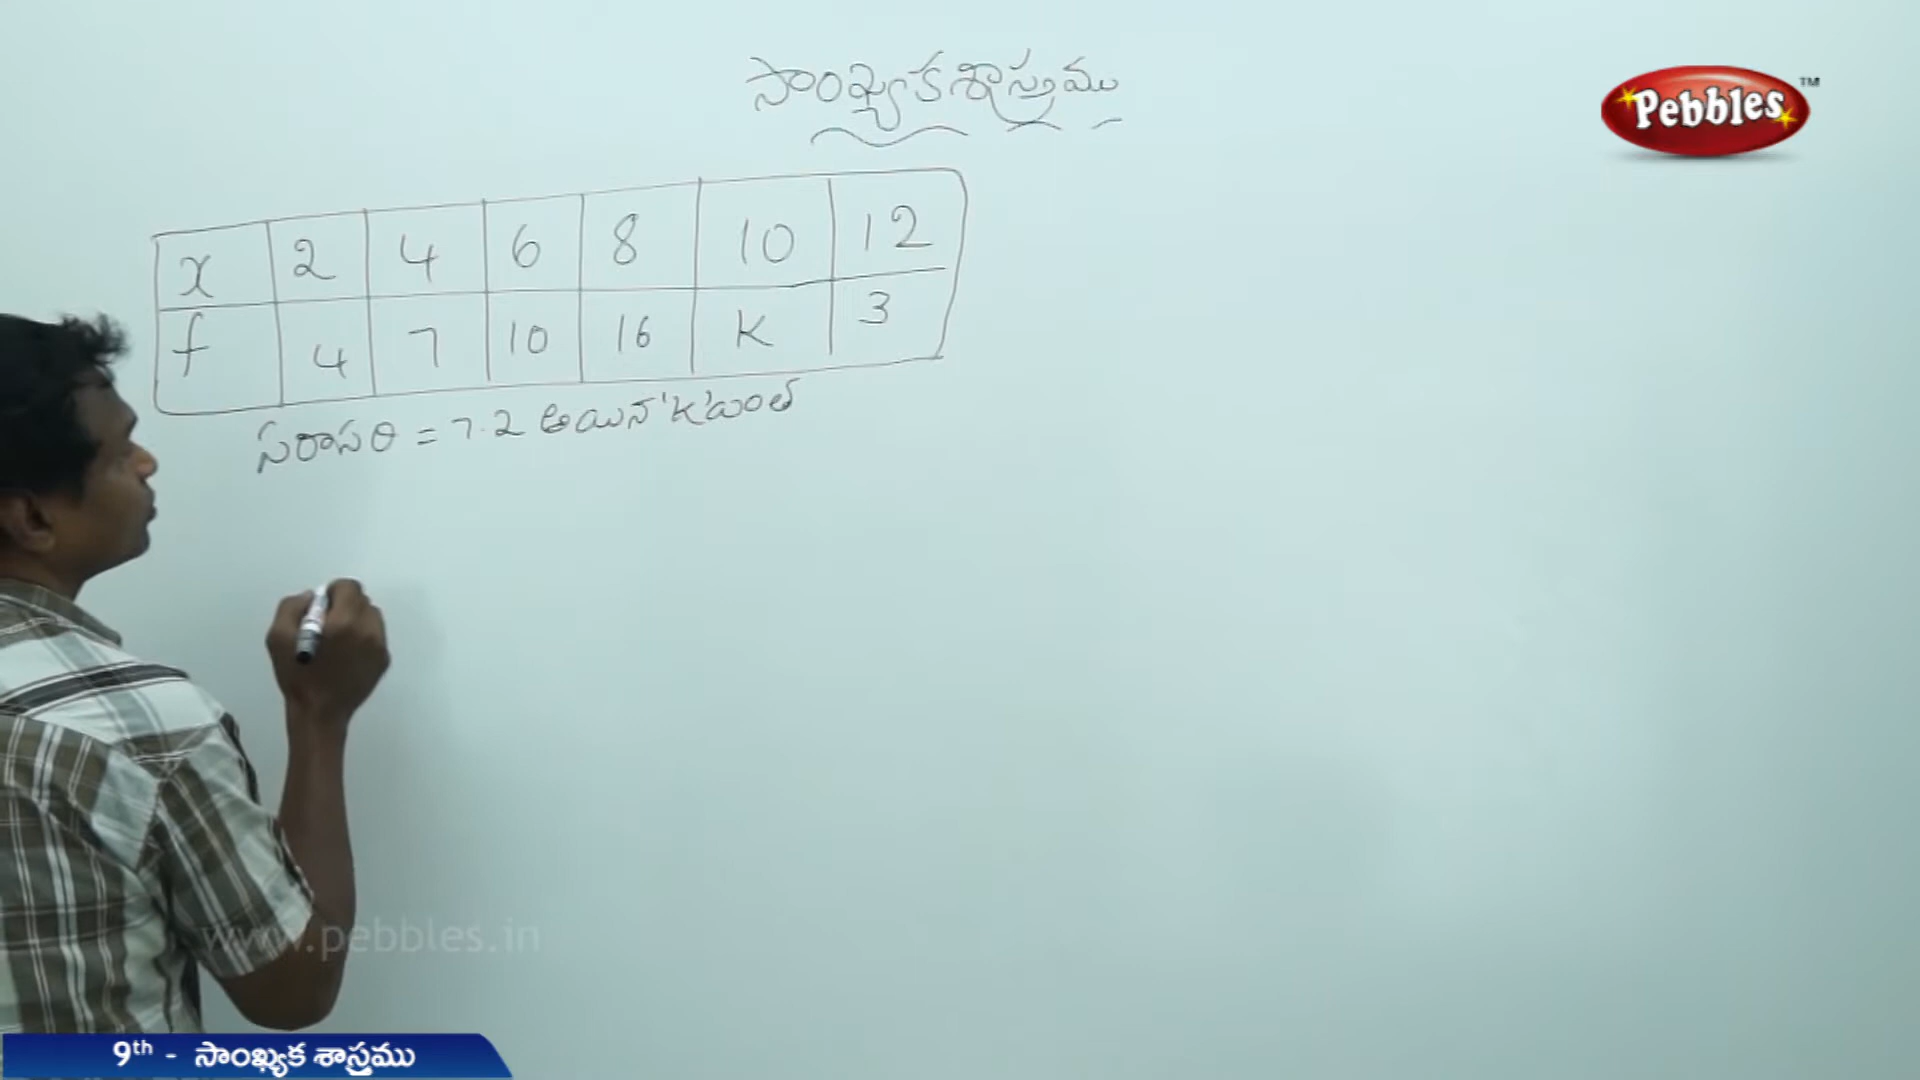 సాంఖ్యక శాస్త్రము
Pebbles™
x 2 4 6 8 10 12
f 4 7 10 16 K 3
సరాసరి = 7.2 అయిన 'K' ఎంత
www.pebbles.in
9th - సాంఖ్యక శాస్త్రము